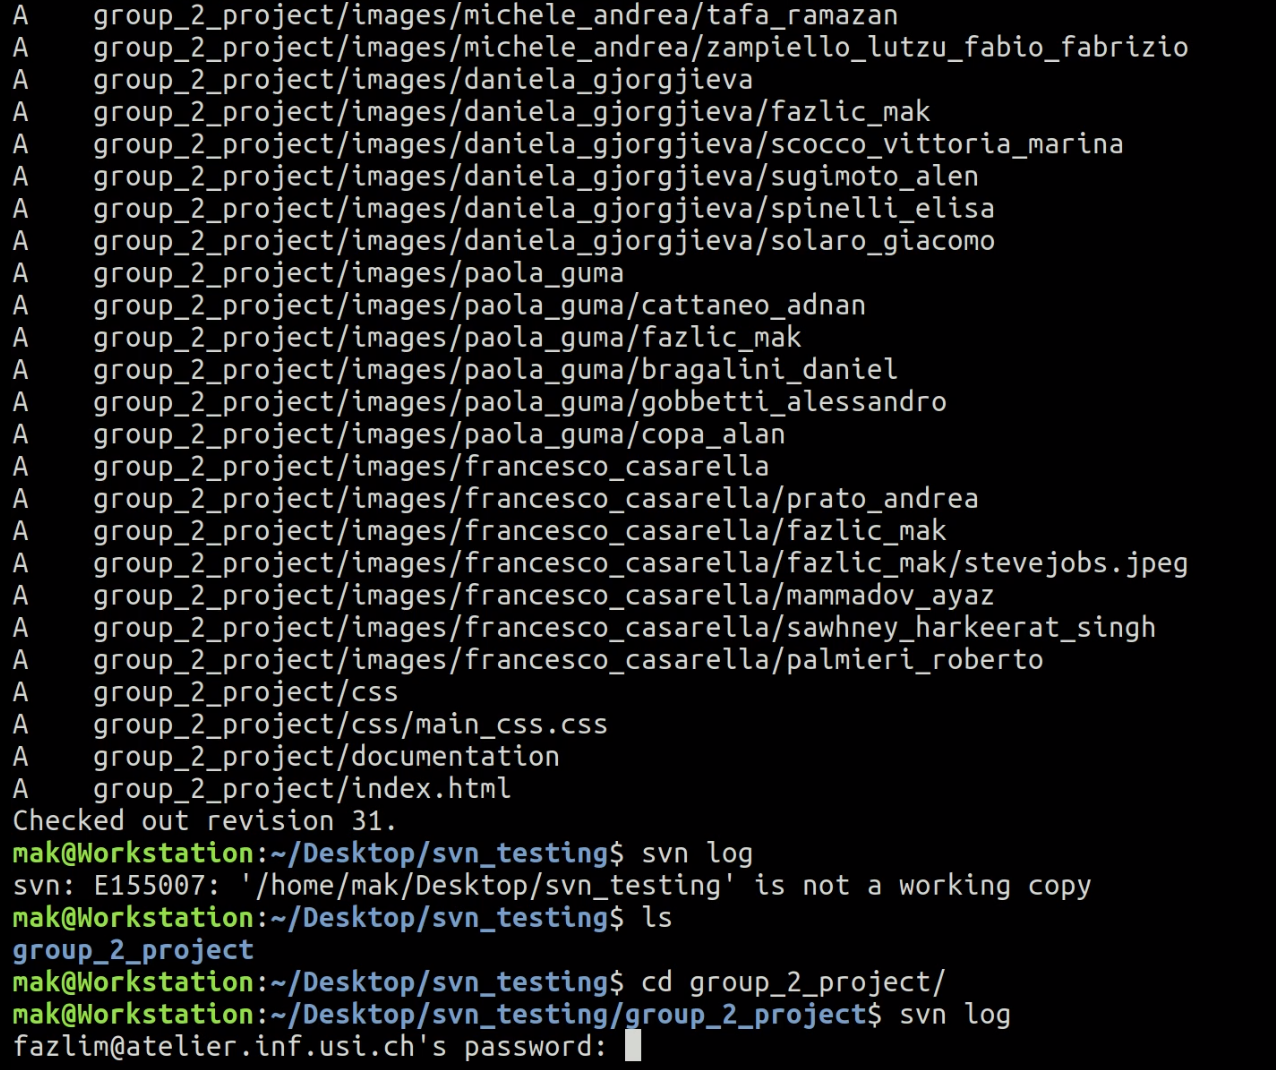 A    group_2_project/images/michele_andrea/tafa_ramazan
A    group_2_project/images/michele_andrea/zampiello_lutzu_fabio_fabrizio
A    group_2_project/images/daniela_gjorgjieva
A    group_2_project/images/daniela_gjorgjieva/fazlic_mak
A    group_2_project/images/daniela_gjorgjieva/scocco_vittoria_marina
A    group_2_project/images/daniela_gjorgjieva/sugimoto_alen
A    group_2_project/images/daniela_gjorgjieva/spinelli_elisa
A    group_2_project/images/daniela_gjorgjieva/solaro_giacomo
A    group_2_project/images/paola_guma
A    group_2_project/images/paola_guma/cattaneo_adnan
A    group_2_project/images/paola_guma/fazlic_mak
A    group_2_project/images/paola_guma/bragalini_daniel
A    group_2_project/images/paola_guma/gobbetti_alessandro
A    group_2_project/images/paola_guma/copa_alan
A    group_2_project/images/francesco_casarella
A    group_2_project/images/francesco_casarella/prato_andrea
A    group_2_project/images/francesco_casarella/fazlic_mak
A    group_2_project/images/francesco_casarella/fazlic_mak/stevejobs.jpeg
A    group_2_project/images/francesco_casarella/mammadov_ayaz
A    group_2_project/images/francesco_casarella/sawhney_harkeerat_singh
A    group_2_project/images/francesco_casarella/palmieri_roberto
A    group_2_project/css
A    group_2_project/css/main_css.css
A    group_2_project/documentation
A    group_2_project/index.html
Checked out revision 31.
mak@Workstation:~/Desktop/svn_testing$ svn log
svn: E155007: '/home/mak/Desktop/svn_testing' is not a working copy
mak@Workstation:~/Desktop/svn_testing$ ls
group_2_project
mak@Workstation:~/Desktop/svn_testing$ cd group_2_project/
mak@Workstation:~/Desktop/svn_testing/group_2_project$ svn log
fazlim@atelier.inf.usi.ch's password: